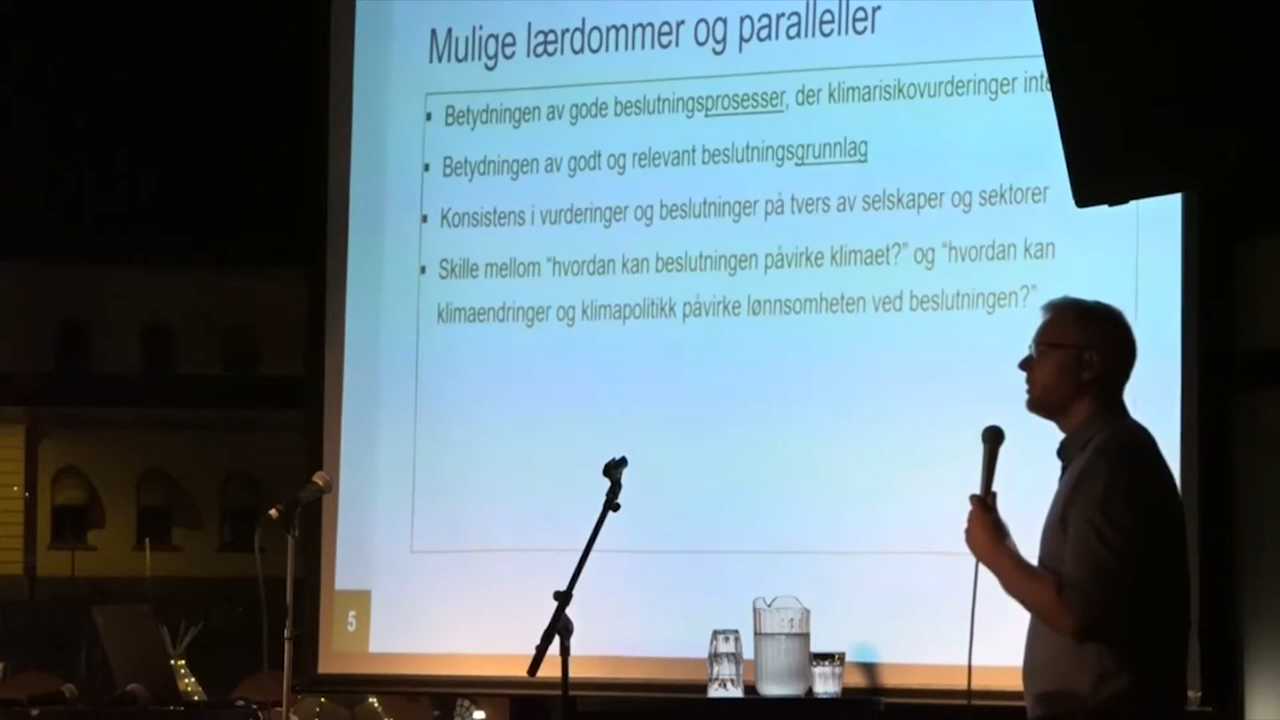 Mulige lærdommer og paralleller
▪ Betydningen av gode beslutningsprosesser, der klimarisikovurderinger
▪ Betydningen av godt og relevant beslutningsgrunnlag
▪ Konsistens i vurderinger og beslutninger på tvers av selskaper og sektorer
▪ Skille mellom “hvordan kan beslutningen påvirke klimaet?” og “hvordan kan
klimaendringer og klimapolitikk påvirke lønnsomheten ved beslutningen?”
5